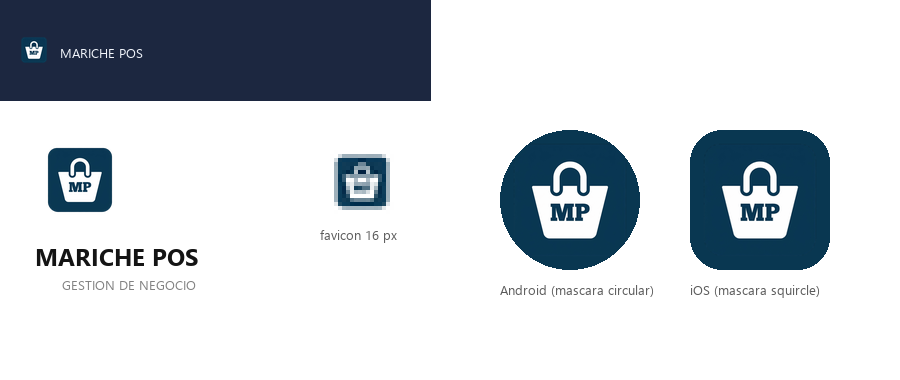 MP
MARICHE POS
MP
MARICHE POS
GESTION DE NEGOCIO
favicon 16 px
MP
Android (mascara circular)
MP
iOS (mascara squircle)